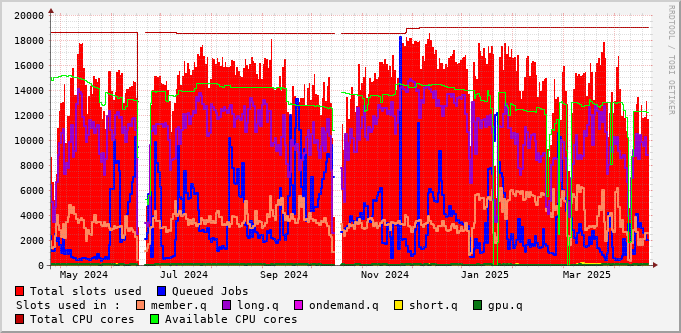 20000
18000
16000
14000
12000
10000
8000
6000
4000
2000
0
May 2024 Jul 2024 Sep 2024 Nov 2024 Jan 2025 Mar 2025
RRDTOOL / TOBI OETIKER
Total slots used Queued Jobs
Slots used in : member.q long.q ondemand.q short.q gpu.q
Total CPU cores Available CPU cores